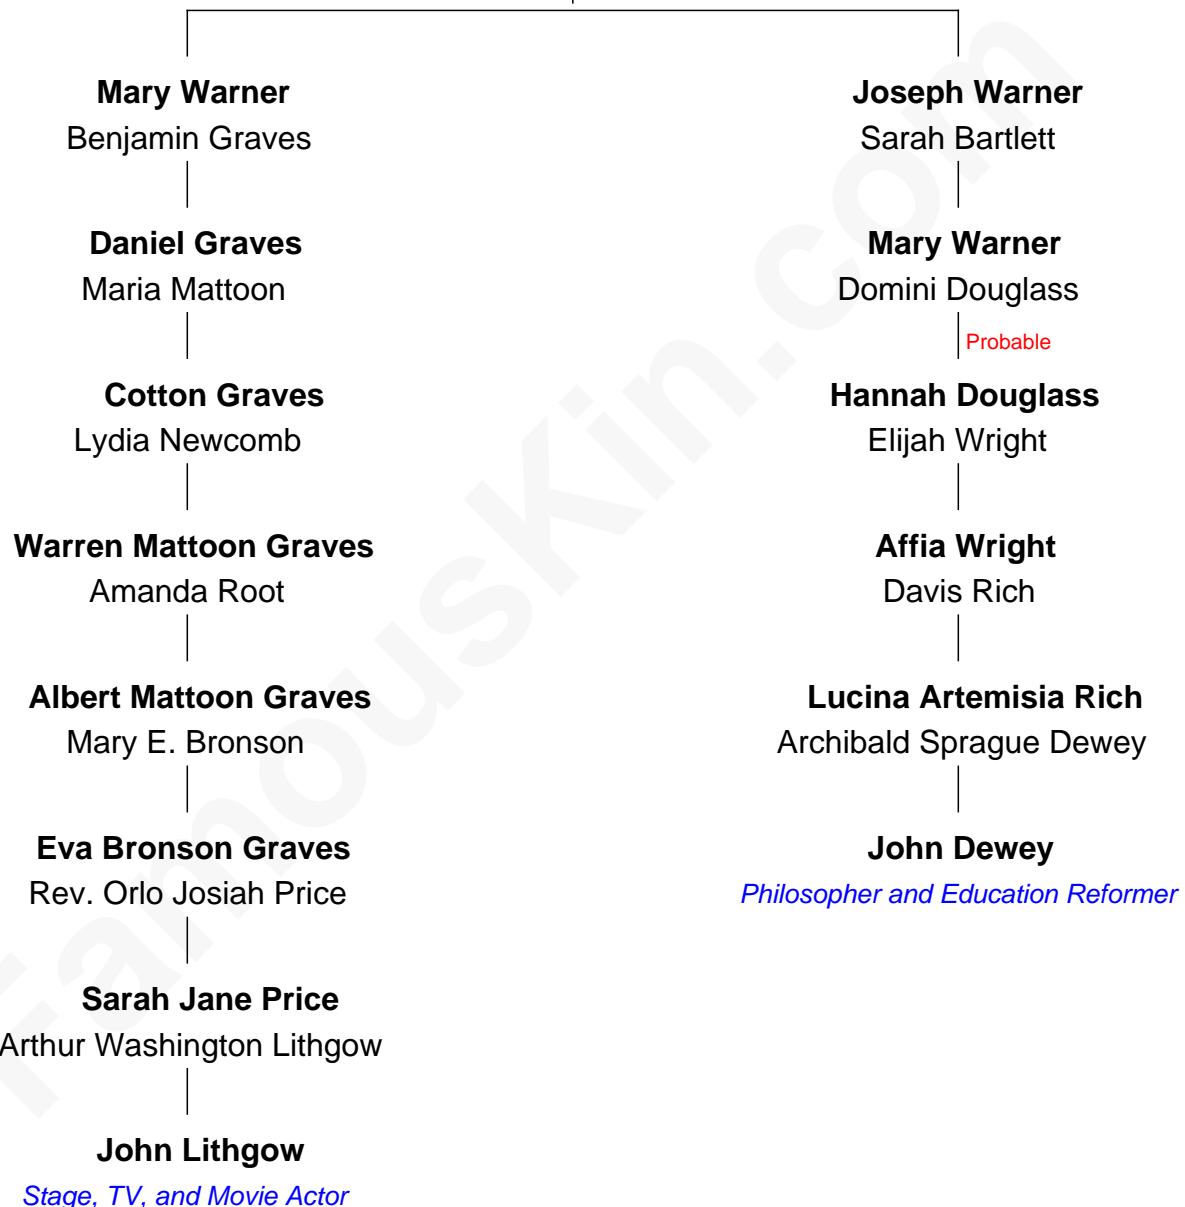 Mary Warner
Benjamin Graves
Daniel Graves
Maria Mattoon
Cotton Graves
Lydia Newcomb
Warren Mattoon Graves
Amanda Root
Albert Mattoon Graves
Mary E. Bronson
Eva Bronson Graves
Rev. Orlo Josiah Price
Sarah Jane Price
Arthur Washington Lithgow
John Lithgow
Stage, TV, and Movie Actor
Joseph Warner
Sarah Bartlett
Mary Warner
Domini Douglass
Probable
Hannah Douglass
Elijah Wright
Affia Wright
Davis Rich
Lucina Artemisia Rich
Archibald Sprague Dewey
John Dewey
Philosopher and Education Reformer
FamousKin.com